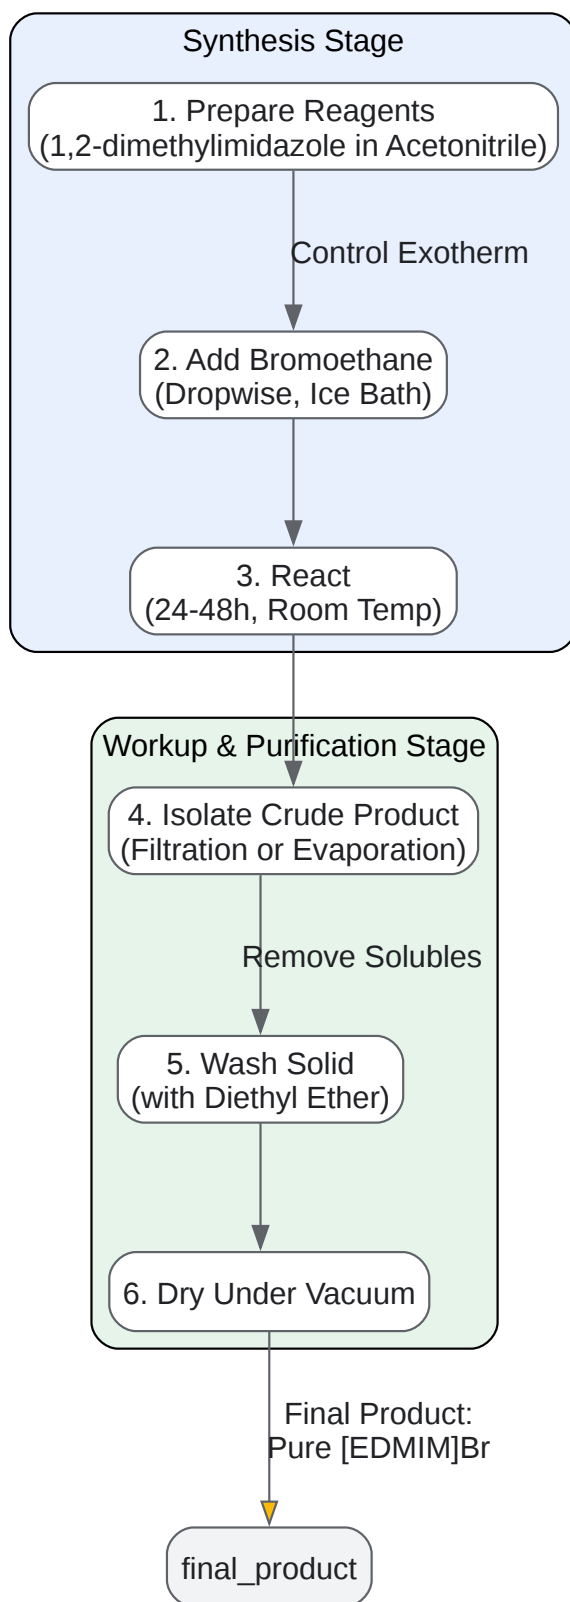 Synthesis Stage
1. Prepare Reagents
(1,2-dimethylimidazole in Acetonitrile)
Control Exotherm
2. Add Bromoethane
(Dropwise, Ice Bath)
3. React
(24-48h, Room Temp)
Workup & Purification Stage
4. Isolate Crude Product
(Filtration or Evaporation)
Remove Solubles
5. Wash Solid
(with Diethyl Ether)
6. Dry Under Vacuum
Final Product:
Pure [EDMIM]Br
final_product